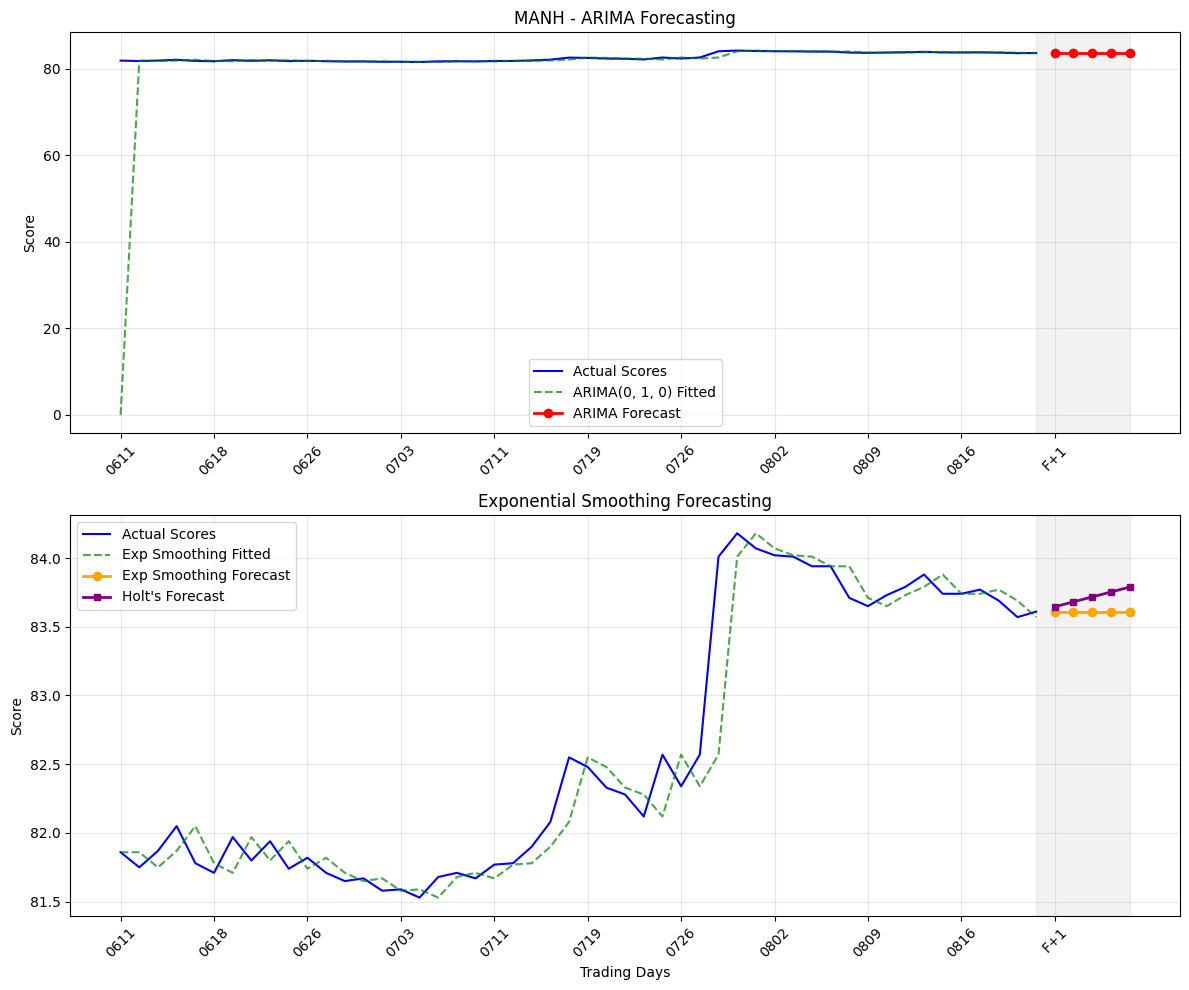 MANH - ARIMA Forecasting
Score
80
60
40
20
0
Actual Scores
ARIMA(0, 1, 0) Fitted
ARIMA Forecast
0611
0618
0626
0703
0711
0719
0726
0802
0809
0816
F+1
Exponential Smoothing Forecasting
Score
84.0
83.5
83.0
82.5
82.0
81.5
Actual Scores
Exp Smoothing Fitted
Exp Smoothing Forecast
Holt's Forecast
0611
0618
0626
0703
0711
0719
0726
0802
0809
0816
F+1
Trading Days